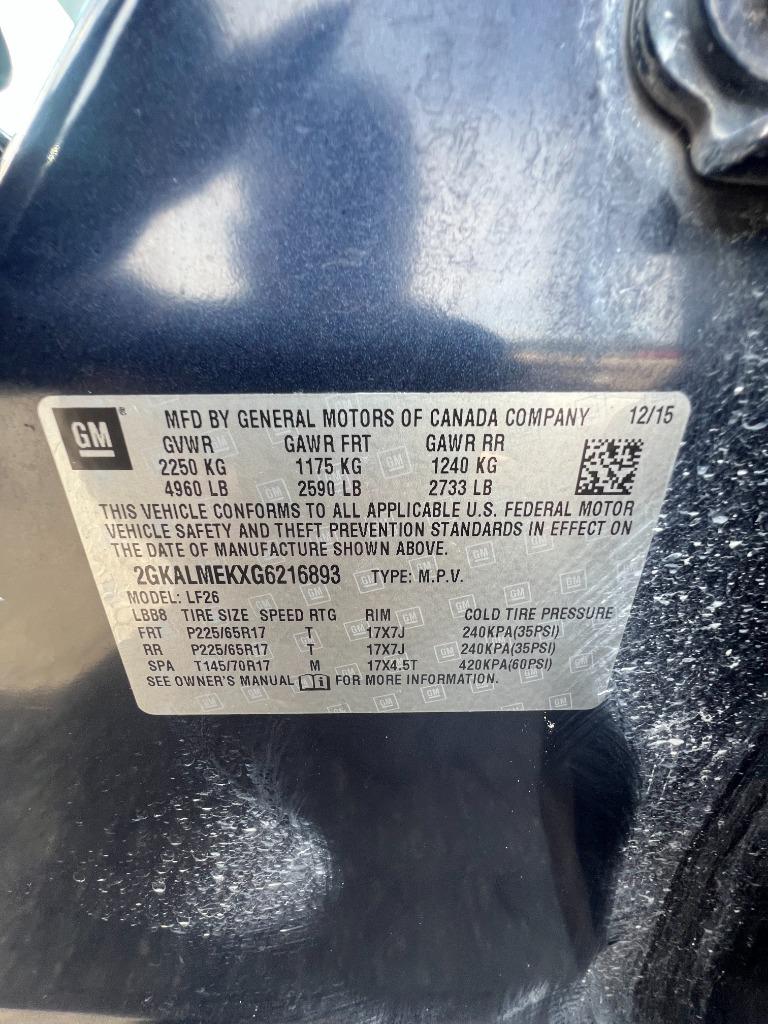 GM ®
MFD BY GENERAL MOTORS OF CANADA COMPANY 12/15
GVWR GAWR FRT GAWR RR
2250 KG 1175 KG 1240 KG
4960 LB 2590 LB 2733 LB
THIS VEHICLE CONFORMS TO ALL APPLICABLE U.S. FEDERAL MOTOR
VEHICLE SAFETY AND THEFT PREVENTION STANDARDS IN EFFECT ON
THE DATE OF MANUFACTURE SHOWN ABOVE.
2GKALMEKXG6216893 TYPE: M.P.V.
MODEL: LF26
LBB8 TIRE SIZE SPEED RTG RIM COLD TIRE PRESSURE
FRT P225/65R17 T 17X7J 240KPA(35PSI)
RR P225/65R17 T 17X7J 240KPA(35PSI)
SPA T145/70R17 M 17X4.5T 420KPA(60PSI)
SEE OWNER'S MANUAL FOR MORE INFORMATION.